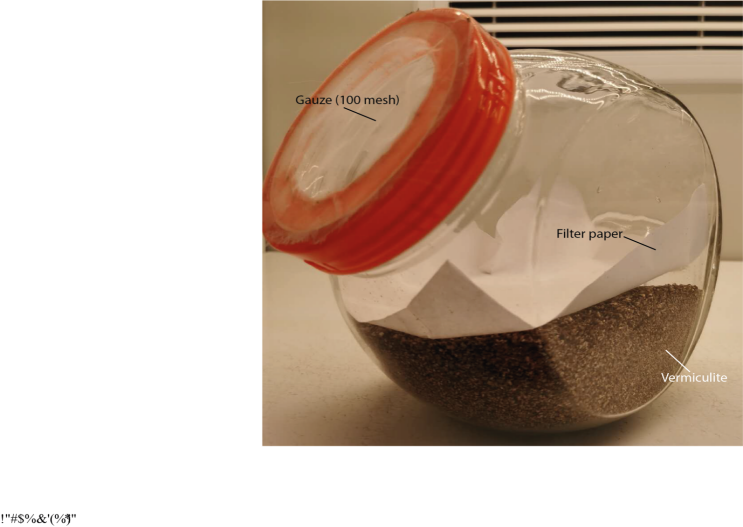 Gauze (100 mesh)
Filter paper
Vermiculite
!"#$%&'(%